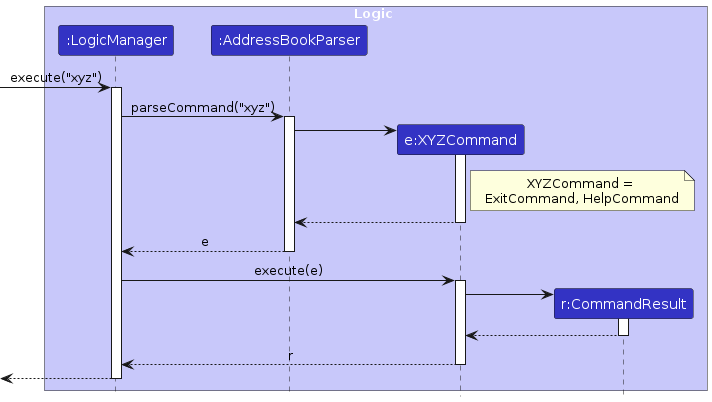 Logic
:LogicManager
:AddressBookParser
execute("xyz")
parseCommand("xyz")
e:XYZCommand
XYZCommand =
ExitCommand, HelpCommand
e
execute(e)
r:CommandResult
r